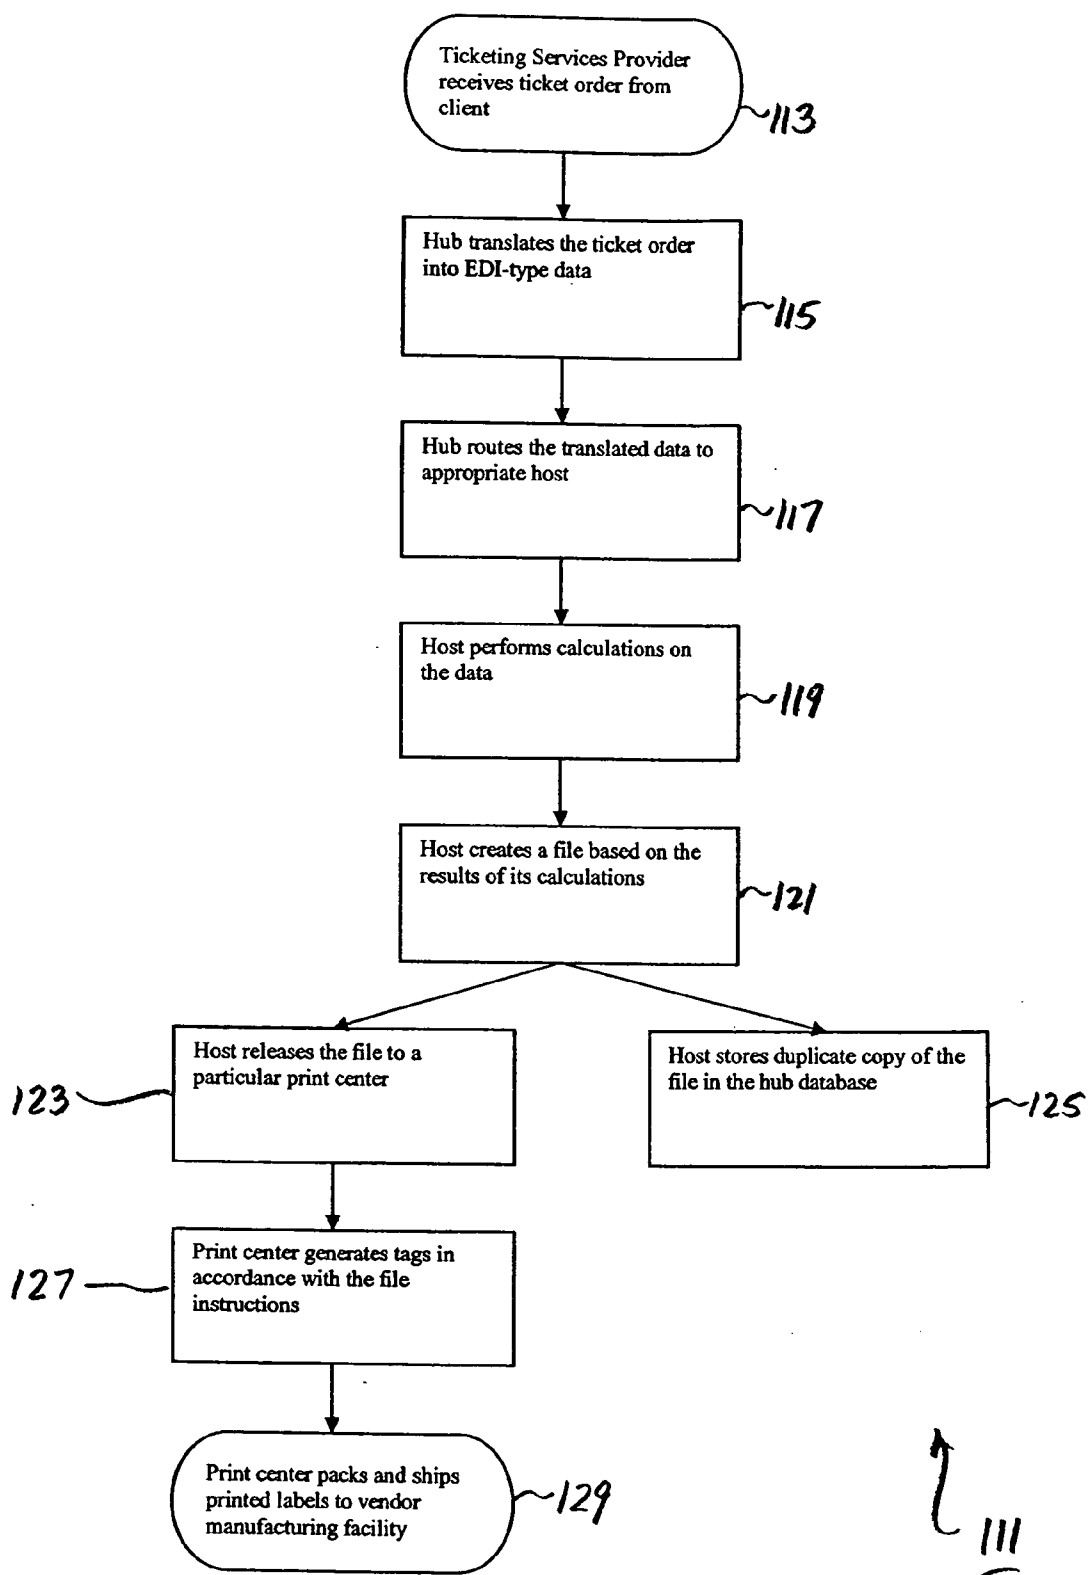 Ticketing Services Provider
receives ticket order from
client
113
Hub translates the ticket order
into EDI-type data
115
Hub routes the translated data to
appropriate host
117
Host performs calculations on
the data
119
Host creates a file based on the
results of its calculations
121
Host releases the file to a
particular print center
123
Host stores duplicate copy of the
file in the hub database
125
Print center generates tags in
accordance with the file
instructions
127
Print center packs and ships
printed labels to vendor
manufacturing facility
129
111